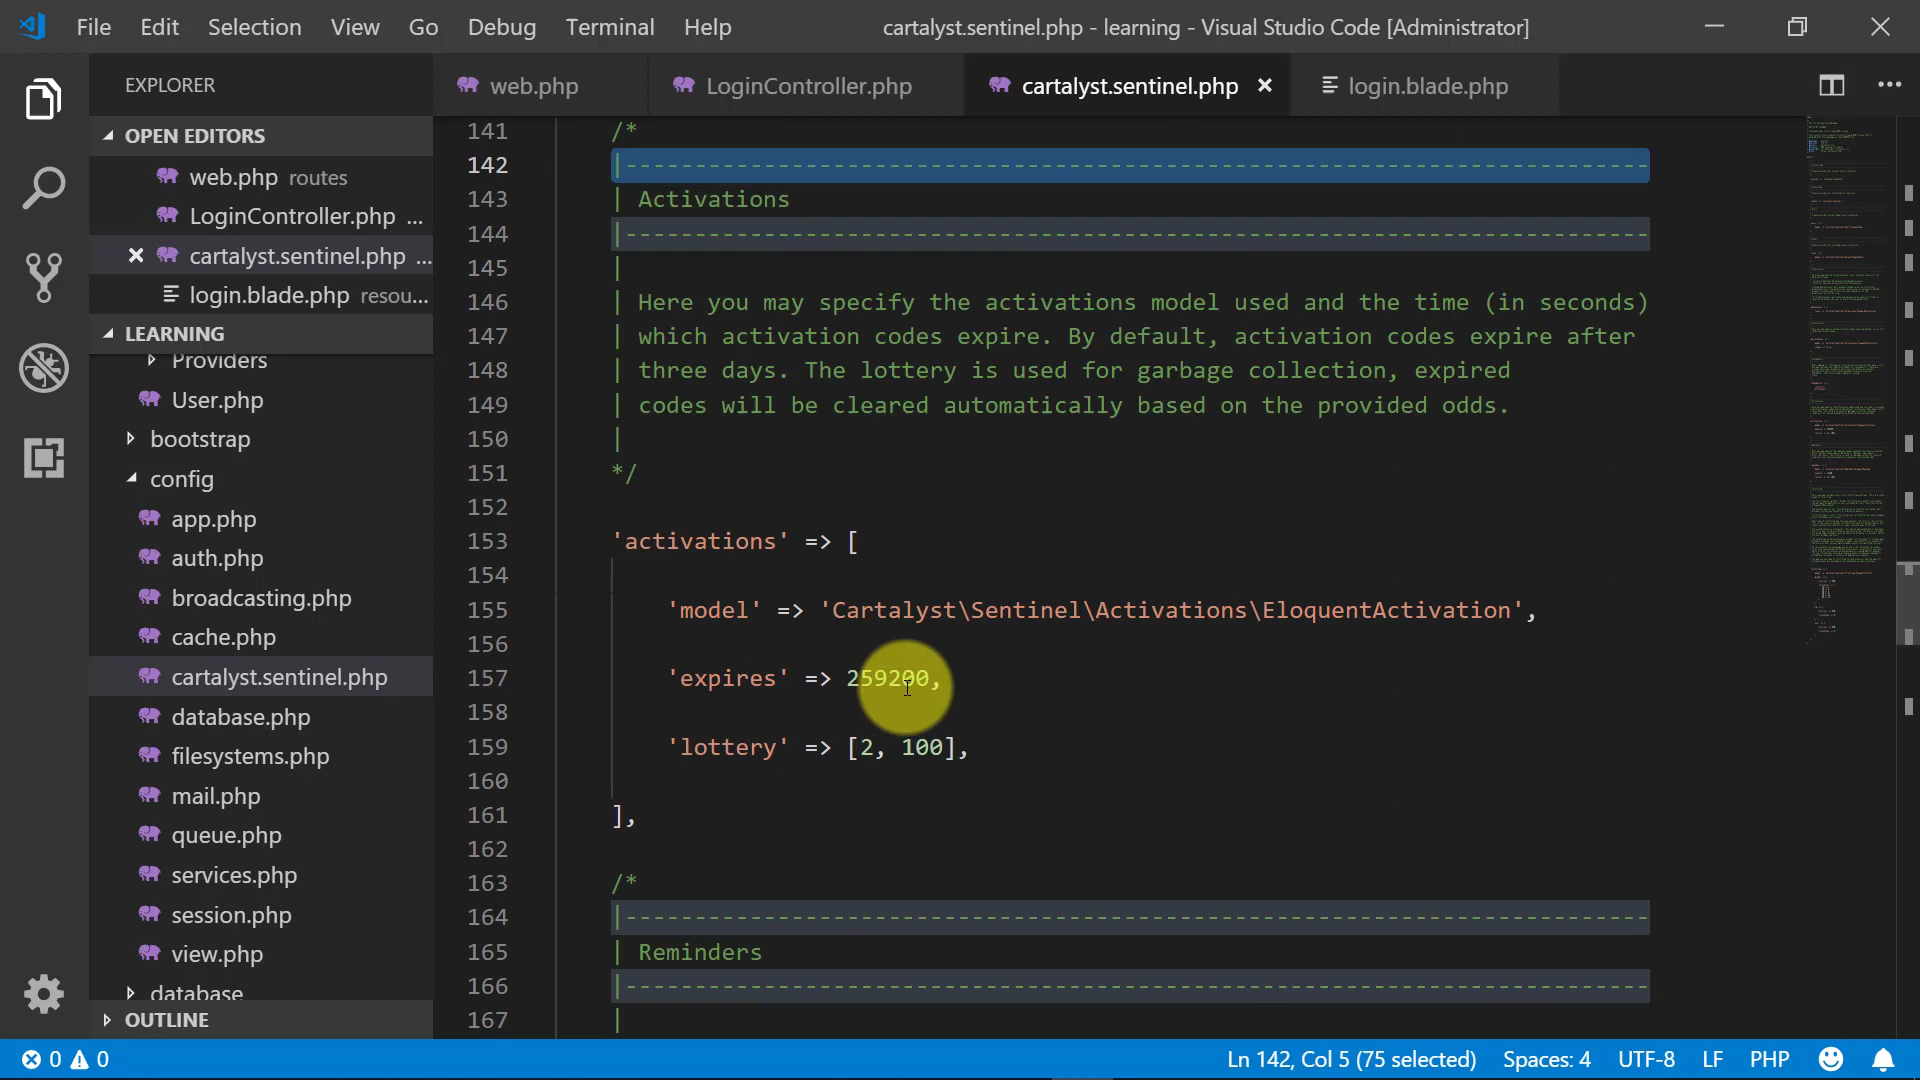 File Edit Selection View Go Debug Terminal Help cartalyst.sentinel.php - learning - Visual Studio Code [Administrator]
EXPLORER
OPEN EDITORS
web.php routes
LoginController.php ...
cartalyst.sentinel.php ...
login.blade.php resou...
LEARNING
Providers
User.php
bootstrap
config
app.php
auth.php
broadcasting.php
cache.php
cartalyst.sentinel.php
database.php
filesystems.php
mail.php
queue.php
services.php
session.php
view.php
database
OUTLINE
web.php LoginController.php cartalyst.sentinel.php login.blade.php
141 /*
142 |--------------------------------------------------------------------------
143 | Activations
144 |--------------------------------------------------------------------------
145 |
146 | Here you may specify the activations model used and the time (in seconds)
147 | which activation codes expire. By default, activation codes expire after
148 | three days. The lottery is used for garbage collection, expired
149 | codes will be cleared automatically based on the provided odds.
150 |
151 */
152
153 'activations' => [
154
155 'model' => 'Cartalyst\Sentinel\Activations\EloquentActivation',
156
157 'expires' => 259200,
158
159 'lottery' => [2, 100],
160
161 ],
162
163 /*
164 |--------------------------------------------------------------------------
165 | Reminders
166 |--------------------------------------------------------------------------
167 |
0 0 Ln 142, Col 5 (75 selected) Spaces: 4 UTF-8 LF PHP